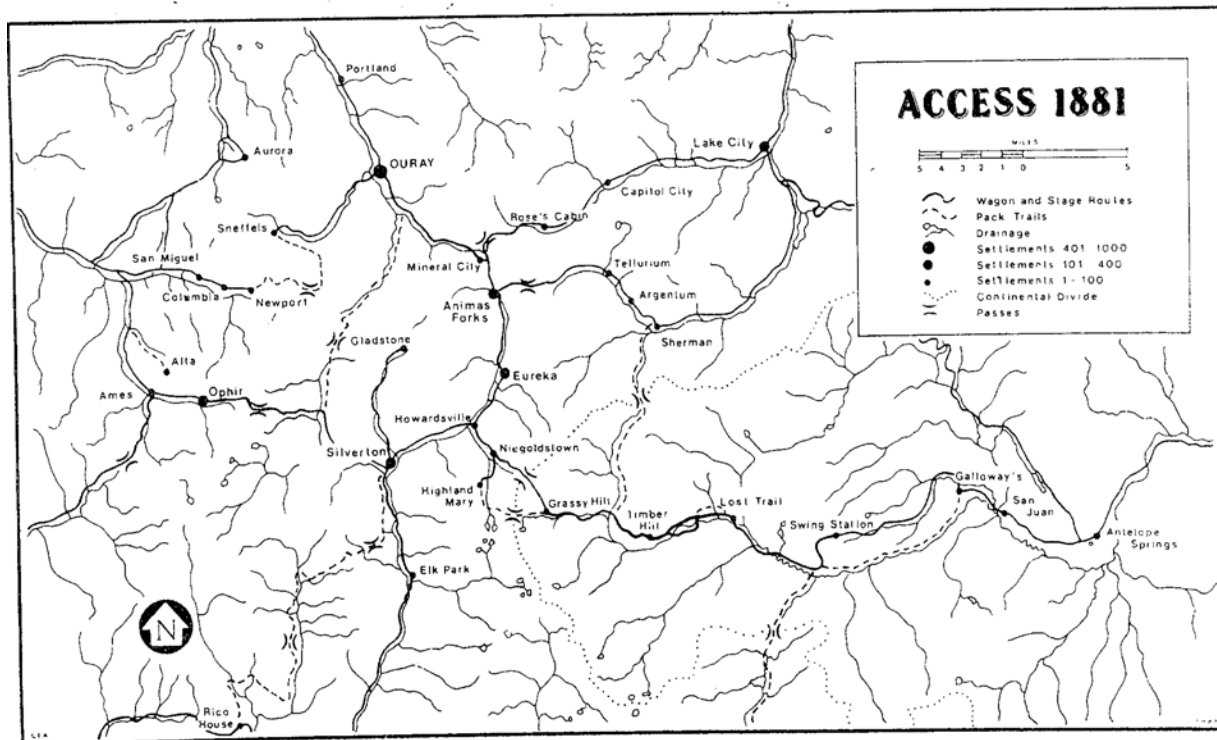 Portland
Aurora
OURAY
Lake City
Capitol City
Rose's Cabin
Sneffels
San Miguel
Mineral City
Tellurium
Columbia
Newport
Animas
Forks
Argentum
Sherman
Gladstone
Alta
Eureka
Ames
Ophir
Howardsville
Niegoldstown
Silverton
Highland
Mary
Grassy Hill
Timber
Hill
Lost Trail
Swing Station
Galloway's
San
Juan
Antelope
Springs
Elk Park
N
Rico
House
ACCESS 1881
MILES
5 4 3 2 1 0 5
Wagon and Stage Routes
Pack Trails
Drainage
Settlements 401-1000
Settlements 101-400
Settlements 1-100
Continental Divide
Passes